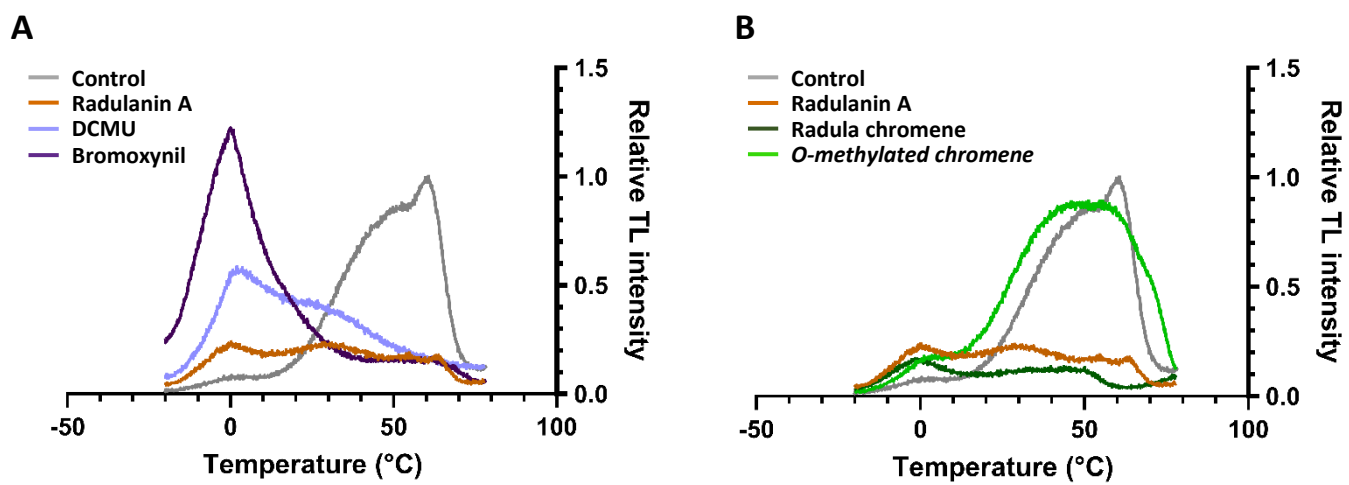 A
Control
Radulanin A
DCMU
Bromoxynil
1.5
1.0
0.5
0.0
Relative TL intensity
-50
0
50
100
Temperature (°C)
B
Control
Radulanin A
Radula chromene
O-methylated chromene
1.5
1.0
0.5
0.0
Relative TL intensity
-50
0
50
100
Temperature (°C)